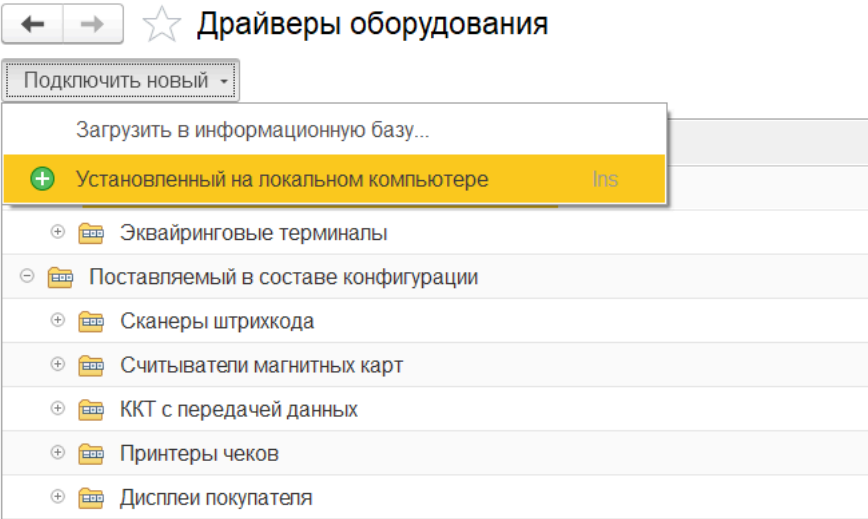 Драйверы оборудования
Подключить новый
Загрузить в информационную базу...
Установленный на локальном компьютере Ins
Эквайринговые терминалы
Поставляемый в составе конфигурации
Сканеры штрихкода
Считыватели магнитных карт
ККТ с передачей данных
Принтеры чеков
Дисплеи покупателя